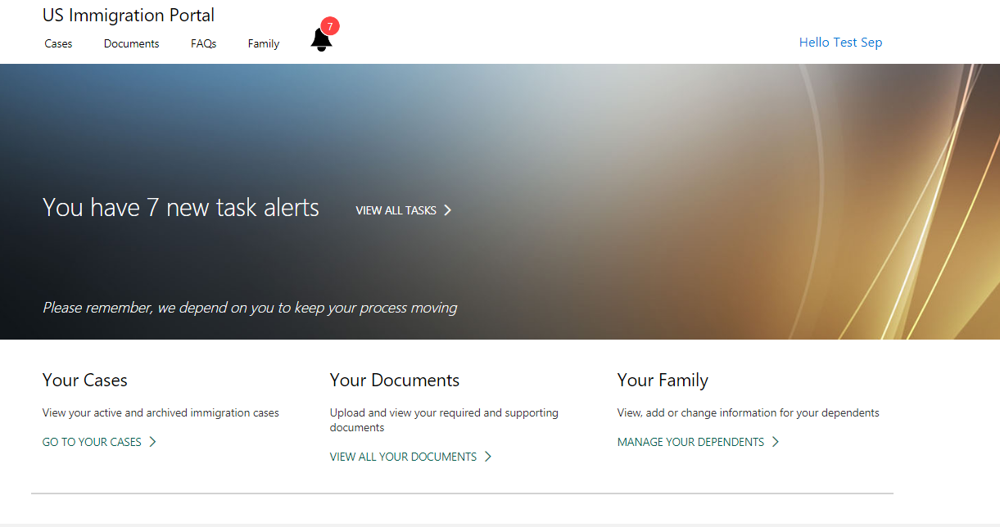 US Immigration Portal
Cases Documents FAQs Family 7
Hello Test Sep
You have 7 new task alerts VIEW ALL TASKS
Please remember, we depend on you to keep your process moving
Your Cases
View your active and archived immigration cases
GO TO YOUR CASES
Your Documents
Upload and view your required and supporting
documents
VIEW ALL YOUR DOCUMENTS
Your Family
View, add or change information for your dependents
MANAGE YOUR DEPENDENTS